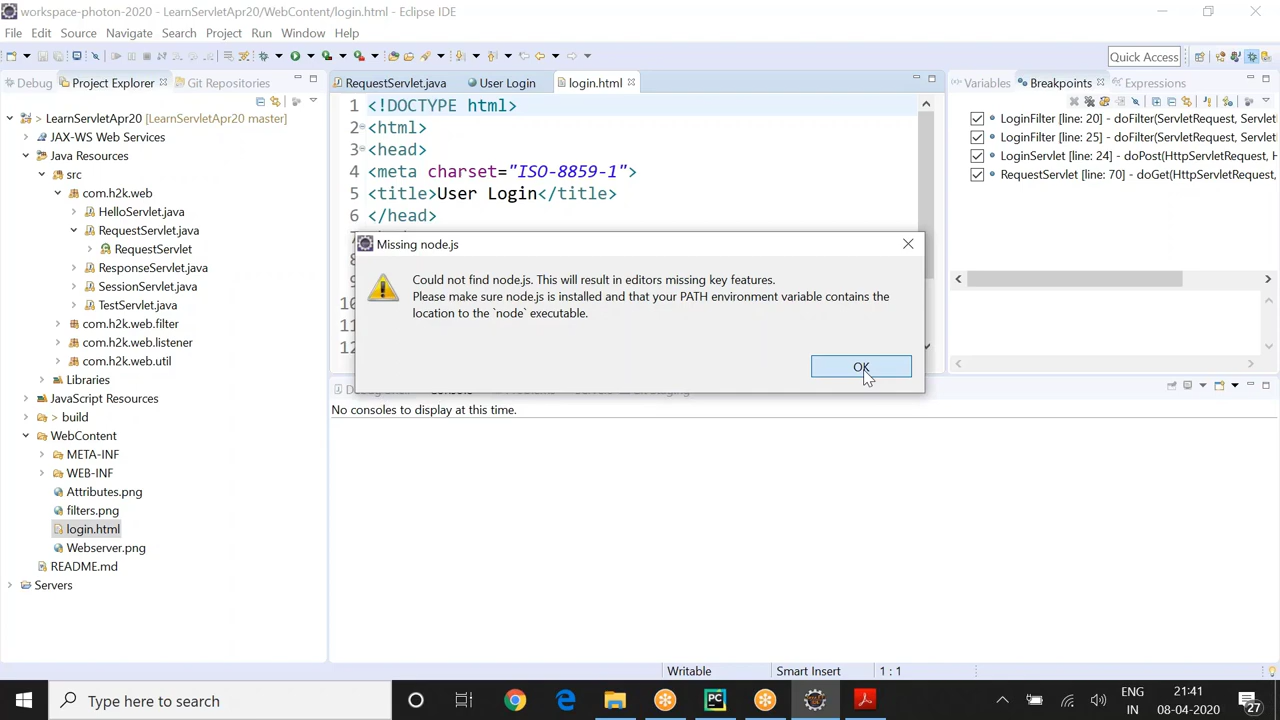 workspace-photon-2020 - LearnServletApr20/WebContent/login.html - Eclipse IDE
File Edit Source Navigate Search Project Run Window Help
Quick Access
Debug Project Explorer Git Repositories
RequestServlet.java User Login login.html
Variables Breakpoints Expressions
> LearnServletApr20 [LearnServletApr20 master]
JAX-WS Web Services
Java Resources
src
com.h2k.web
HelloServlet.java
RequestServlet.java
RequestServlet
ResponseServlet.java
SessionServlet.java
TestServlet.java
com.h2k.web.filter
com.h2k.web.listener
com.h2k.web.util
Libraries
JavaScript Resources
> build
WebContent
META-INF
WEB-INF
Attributes.png
filters.png
login.html
Webserver.png
README.md
Servers
1 <!DOCTYPE html>
2 <html>
3 <head>
4 <meta charset="ISO-8859-1">
5 <title>User Login</title>
6 </head>
10
11
12
LoginFilter [line: 20] - doFilter(ServletRequest, Servlet
LoginFilter [line: 25] - doFilter(ServletRequest, Servlet
LoginServlet [line: 24] - doPost(HttpServletRequest, H
RequestServlet [line: 70] - doGet(HttpServletRequest,
Missing node.js
Could not find node.js. This will result in editors missing key features.
Please make sure node.js is installed and that your PATH environment variable contains the
location to the `node` executable.
OK
No consoles to display at this time.
Writable Smart Insert 1 : 1
Type here to search
PC
ENG
IN
21:41
08-04-2020
27